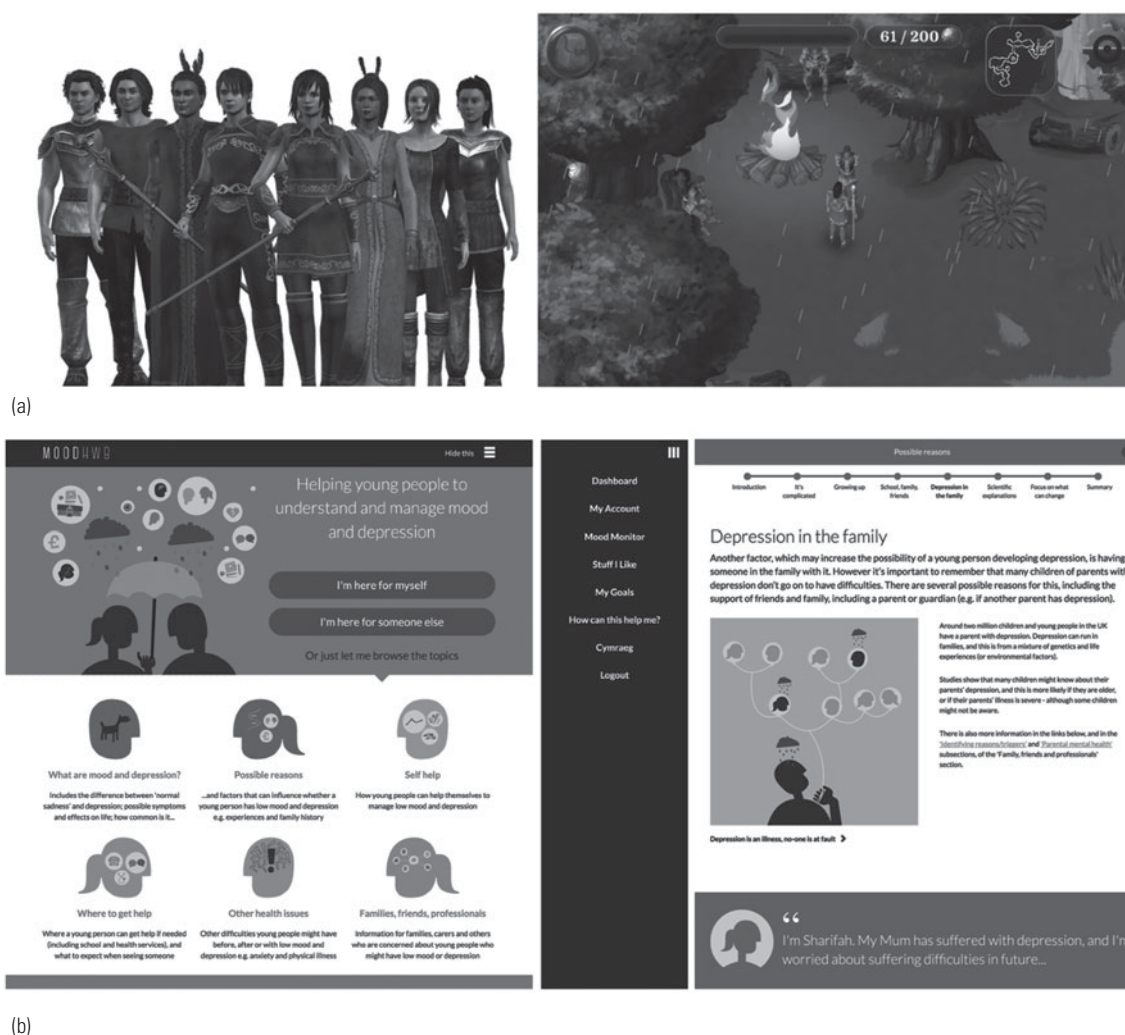 61/200
(a)
MOODHWB
Hide this
Helping young people to
understand and manage mood
and depression
I'm here for myself
I'm here for someone else
Or just let me browse the topics
What are mood and depression?
Includes the difference between 'normal
sadness' and depression; possible symptoms
and effects on life; how common is it...
Possible reasons
...and factors that can influence whether a
young person has low mood and depression
e.g. experiences and family history
Self help
How young people can help themselves to
manage low mood and depression
Where to get help
Where a young person can get help if needed
(including school and health services), and
what to expect when seeing someone
Other health issues
Other difficulties young people might have
before, after or with low mood and
depression e.g. anxiety and physical illness
Families, friends, professionals
Information for families, carers and others
who are concerned about young people who
might have low mood or depression
Dashboard
My Account
Mood Monitor
Stuff I Like
My Goals
How can this help me?
Cymraeg
Logout
Possible reasons
Introduction
It's
complicated
Growing up
School, family,
friends
Depression in
the family
Scientific
explanations
Focus on what
can change
Summary
Depression in the family
Another factor, which may increase the possibility of a young person developing depression, is having
someone in the family with it. However it's important to remember that many children of parents with
depression don't go on to have difficulties. There are several possible reasons for this, including the
support of friends and family, including a parent or guardian (e.g. if another parent has depression).
Around two million children and young people in the UK
have a parent with depression. Depression can run in
families, and this is from a mixture of genetics and life
experiences (or environmental factors).
Studies show that many children might know about their
parents' depression, and this is more likely if they are older,
or if their parents' illness is severe - although some children
might not be aware.
There is also more information in the links below, and in the
'Identifying reasons/triggers' and 'Parental mental health'
subsections, of the 'Family, friends and professionals'
section.
Depression is an illness, no-one is at fault
“
I'm Sharifah. My Mum has suffered with depression, and I'm
worried about suffering difficulties in future...
(b)